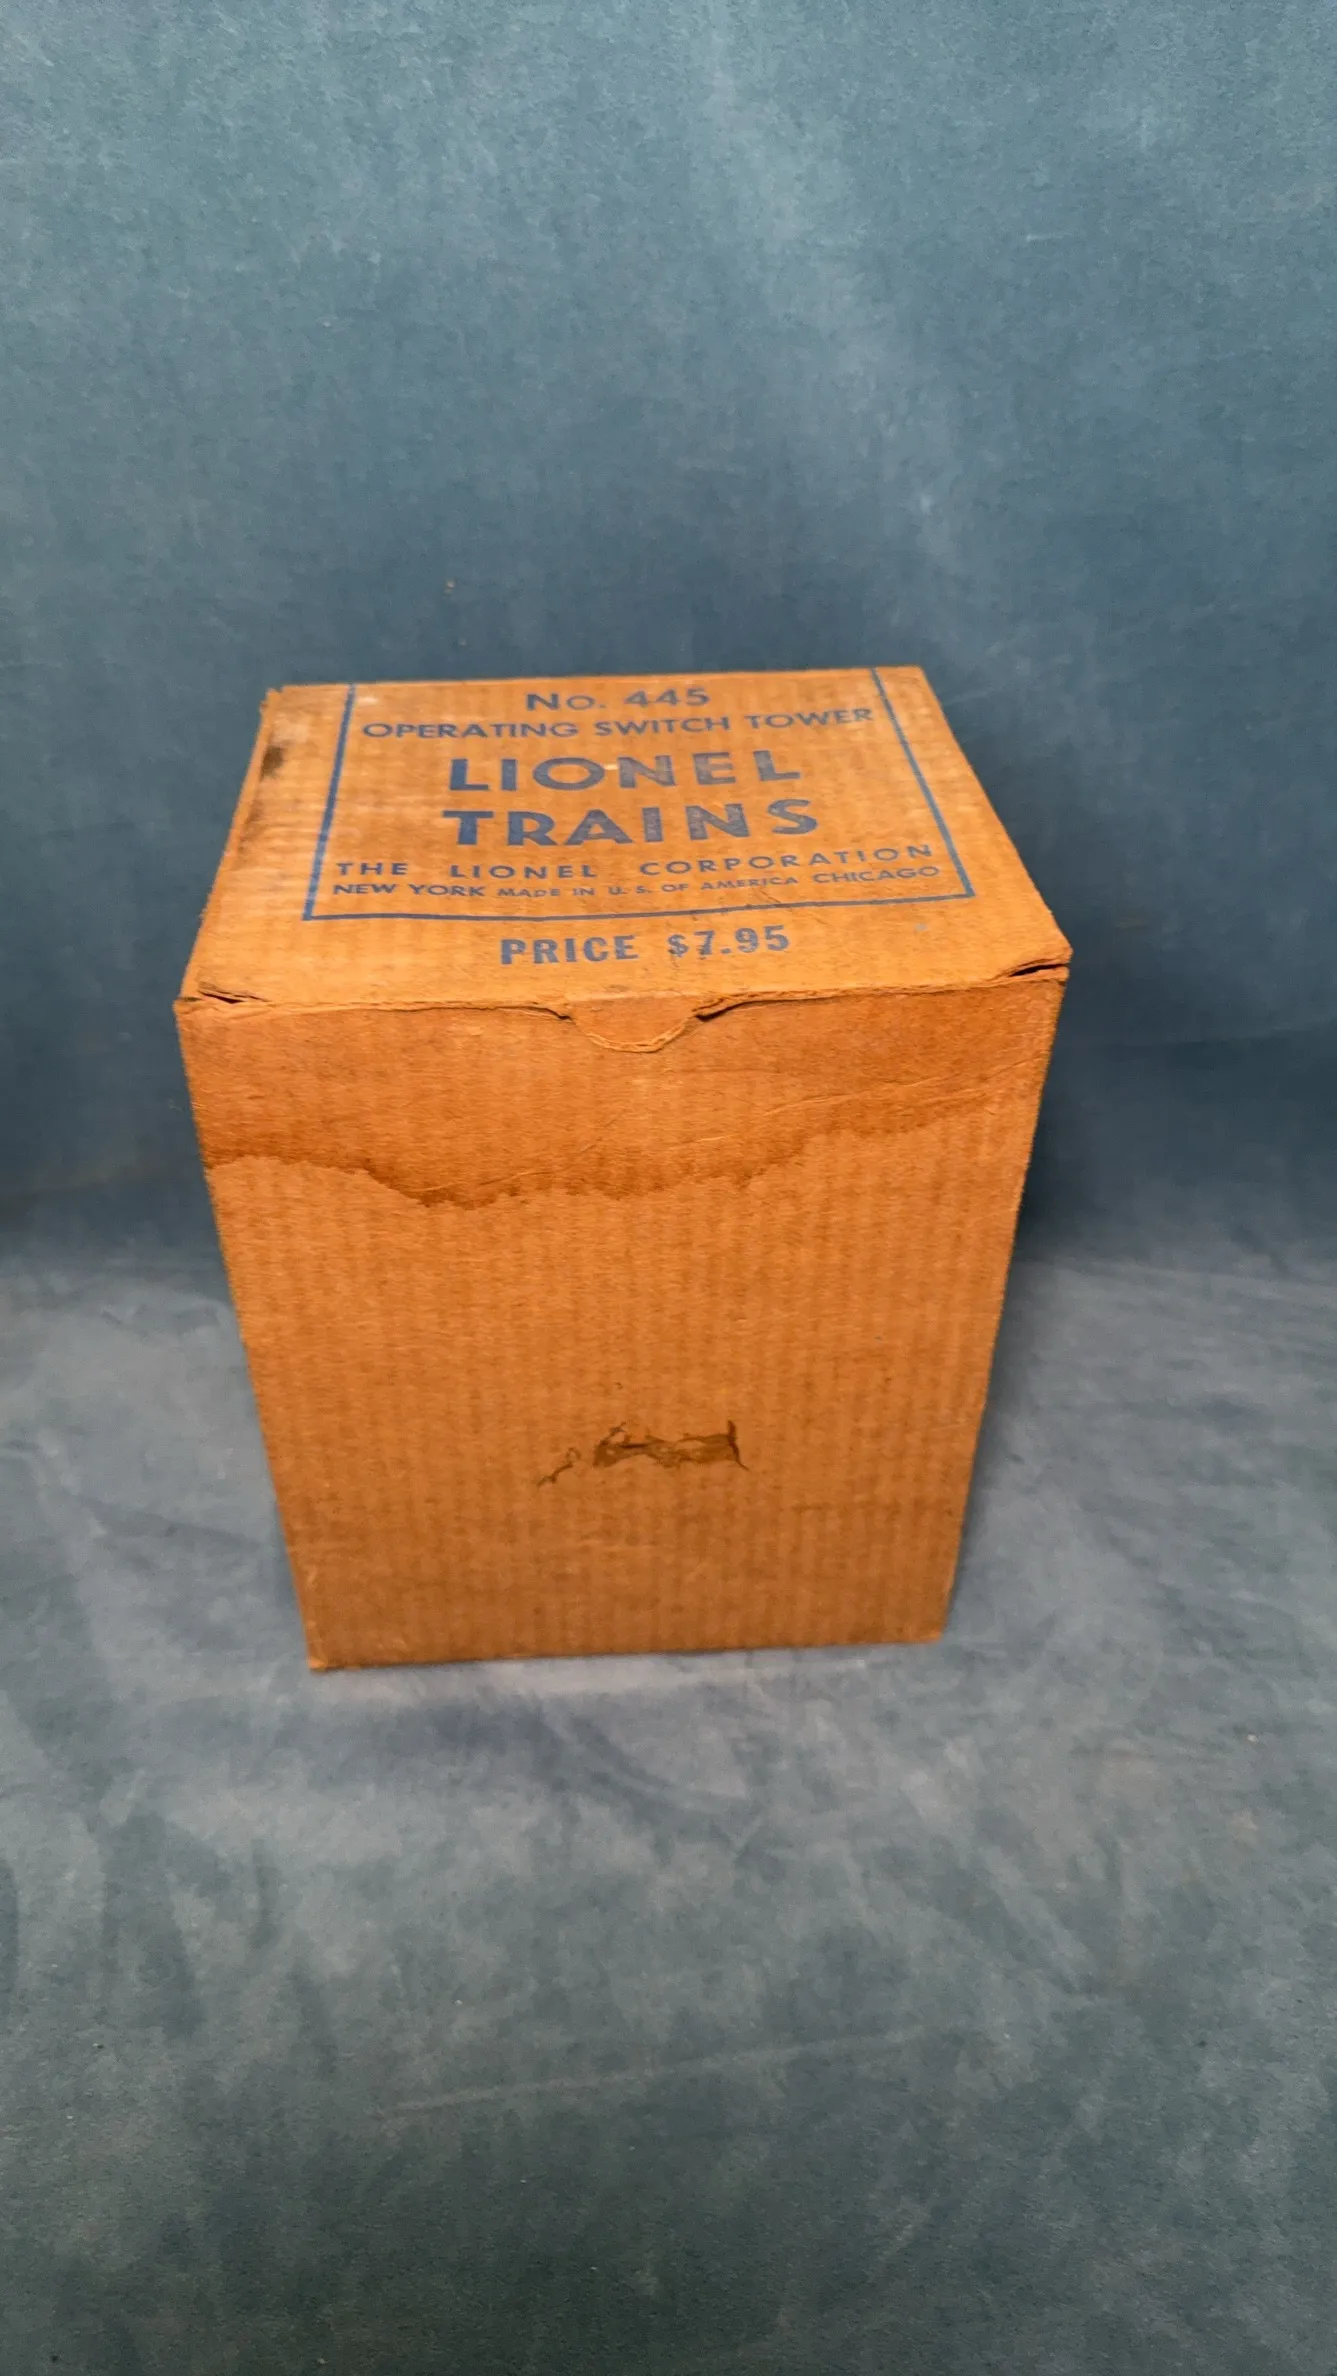 No. 445
OPERATING SWITCH TOWER
LIONEL
TRAINS
THE LIONEL CORPORATION
NEW YORK MADE IN U.S. OF AMERICA CHICAGO
PRICE $7.95